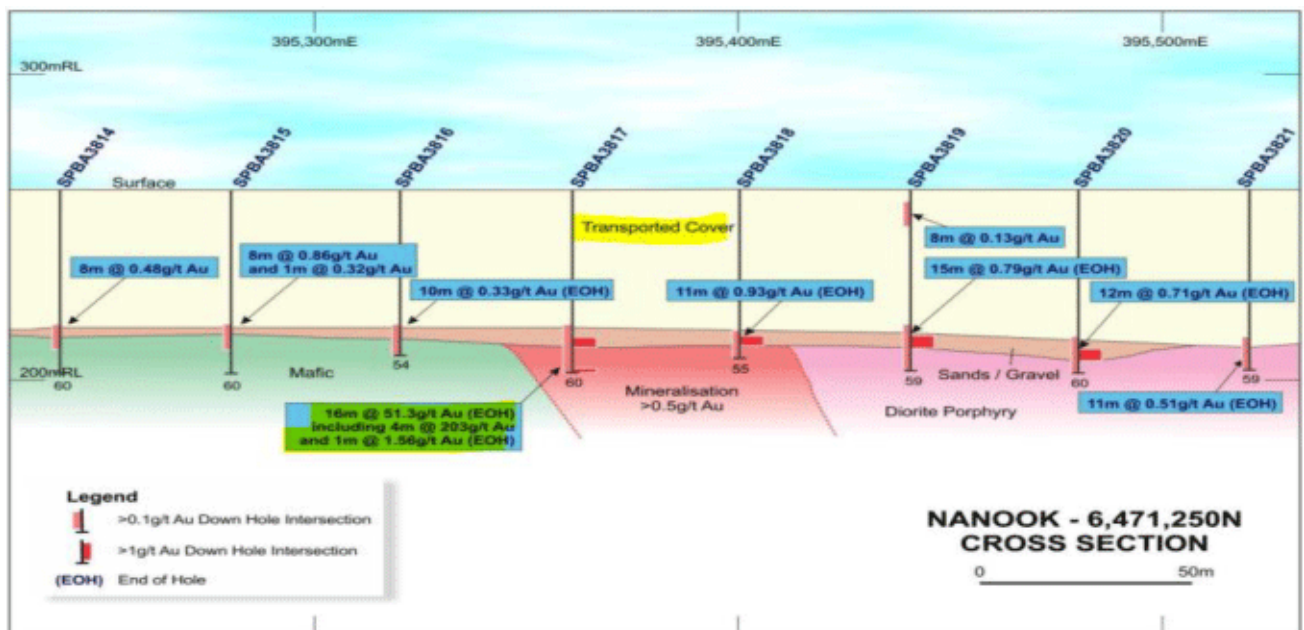 395,300mE
395,400mE
395,500mE
300mRL
SPBA3814
SPBA3815
SPBA3816
SPBA3817
SPBA3818
SPBA3819
SPBA3820
SPBA3821
Surface
Transported Cover
8m @ 0.13g/t Au
8m @ 0.48g/t Au
8m @ 0.86g/t Au
and 1m @ 0.32g/t Au
10m @ 0.33g/t Au (EOH)
11m @ 0.93g/t Au (EOH)
15m @ 0.79g/t Au (EOH)
12m @ 0.71g/t Au (EOH)
200mRL
60
60
54
60
55
59
60
59
Mafic
Mineralisation
>0.5g/t Au
Sands / Gravel
Diorite Porphyry
11m @ 0.51g/t Au (EOH)
16m @ 51.3g/t Au (EOH)
including 4m @ 203g/t Au
and 1m @ 1.56g/t Au (EOH)
Legend
>0.1g/t Au Down Hole Intersection
>1g/t Au Down Hole Intersection
(EOH) End of Hole
NANOOK - 6,471,250N
CROSS SECTION
0 50m